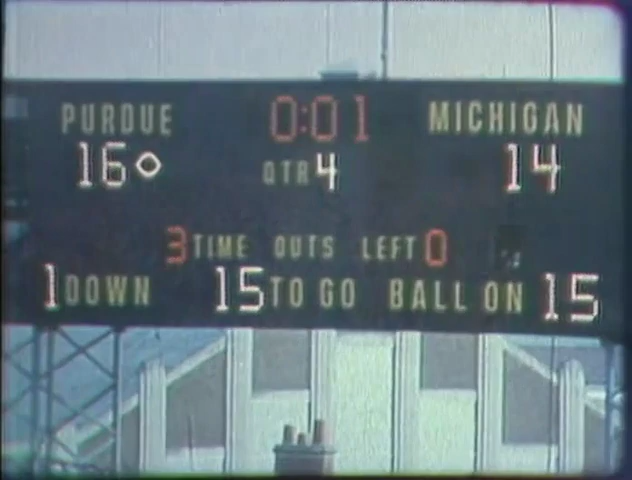 PURDUE 0:01 MICHIGAN
16 QTR 4 14
3 TIME OUTS LEFT 0
1 DOWN 15 TO GO BALL ON 15